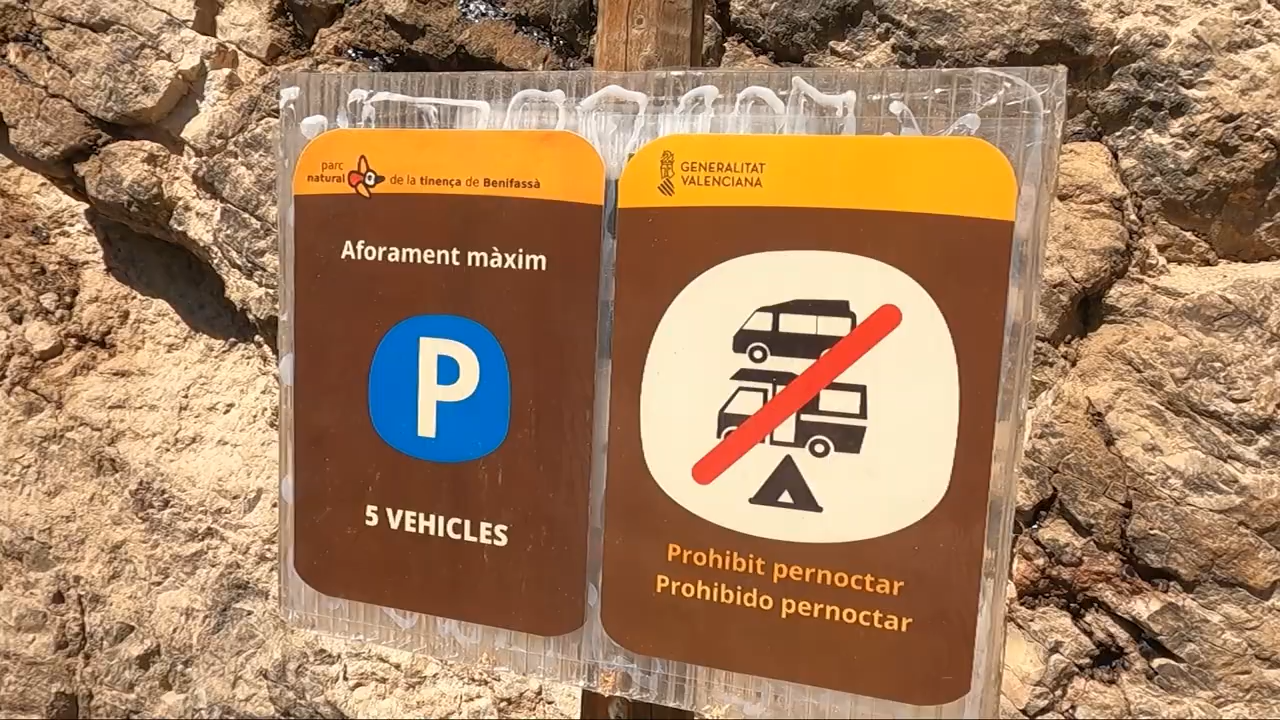 parc
natural de la tinença de Benifassà
Aforament màxim
P
5 VEHICLES
GENERALITAT
VALENCIANA
Prohibit pernoctar
Prohibido pernoctar